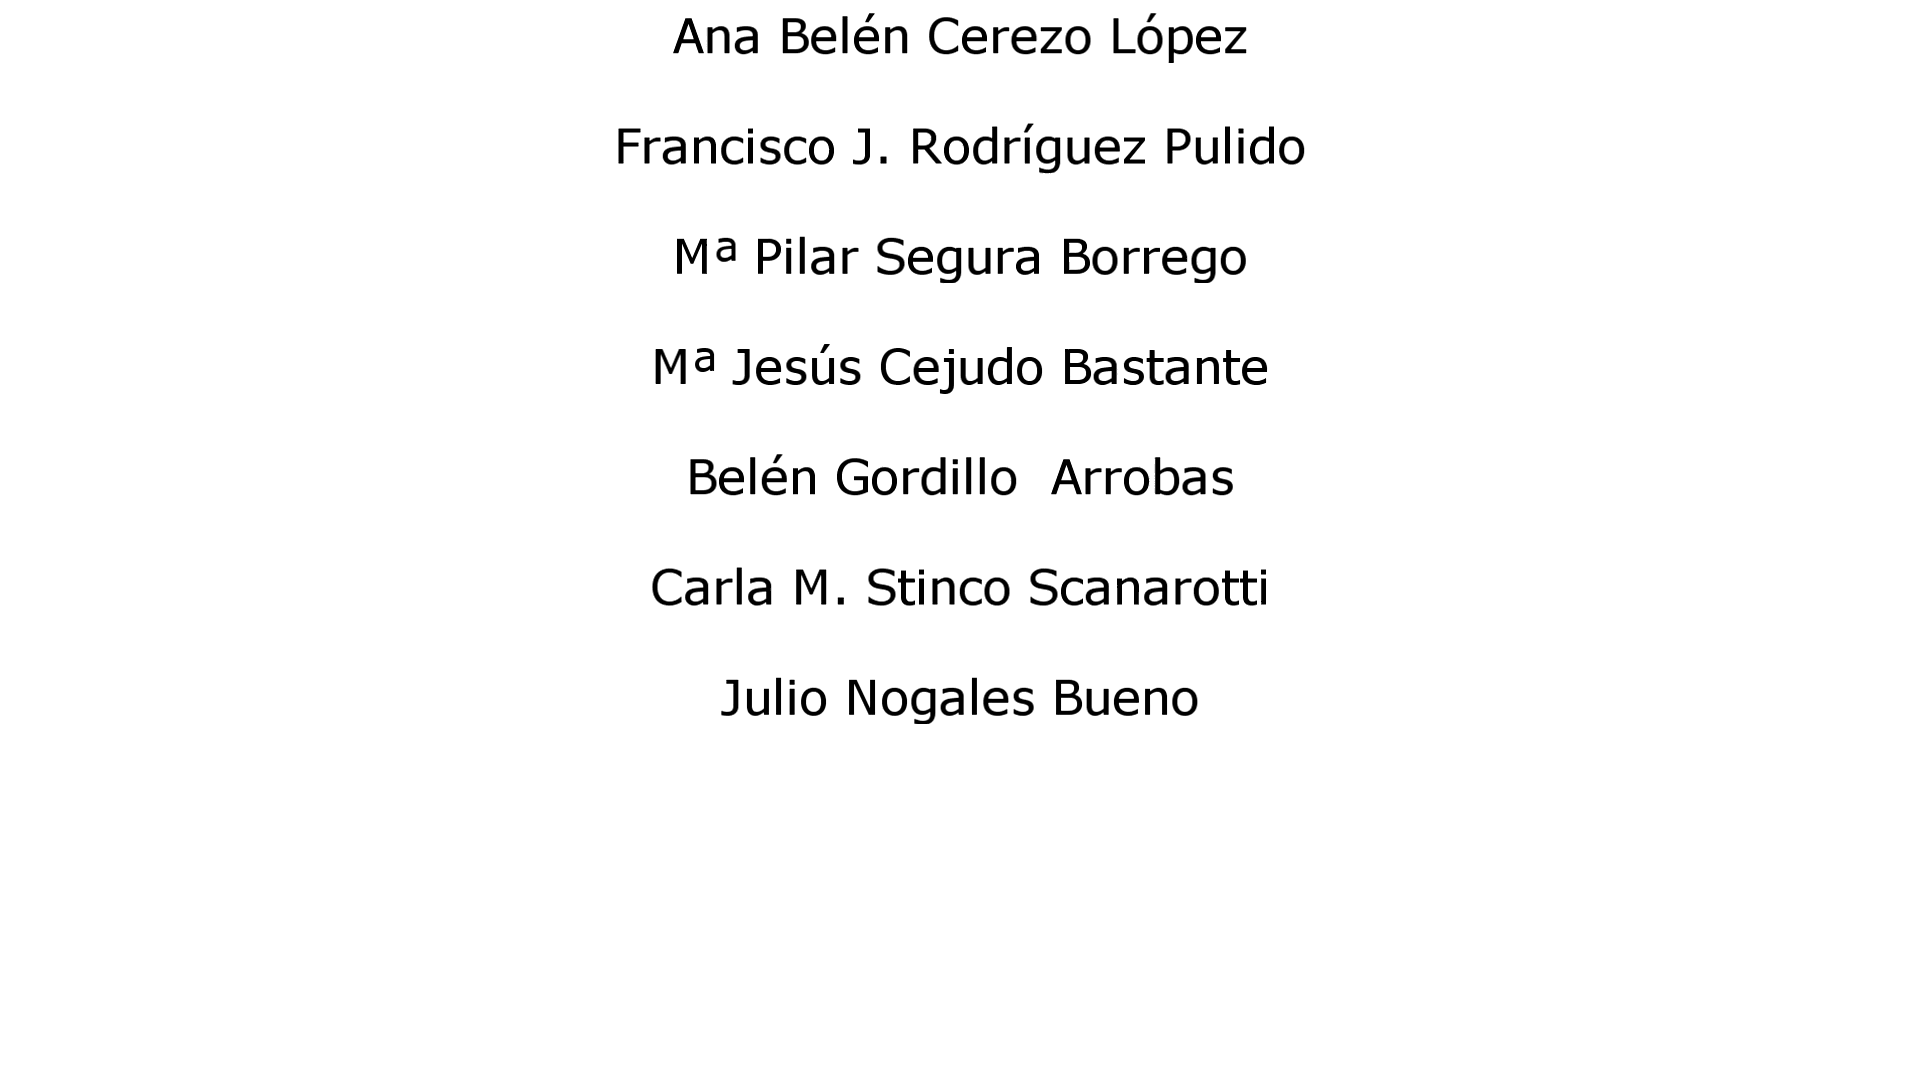 Ana Belén Cerezo López
Francisco J. Rodríguez Pulido
Mª Pilar Segura Borrego
Mª Jesús Cejudo Bastante
Belén Gordillo  Arrobas
Carla M. Stinco Scanarotti
Julio Nogales Bueno